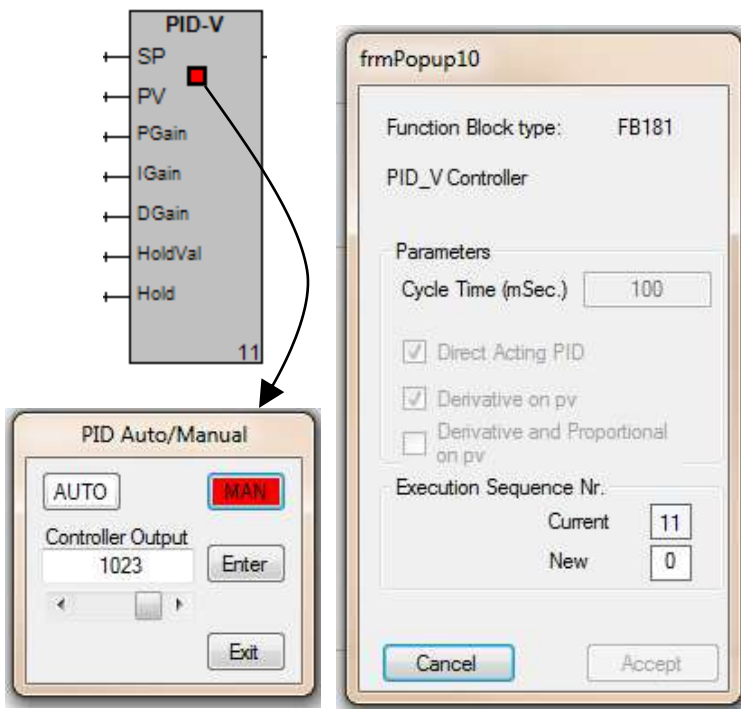 PID-V
SP
PV
PGain
IGain
DGain
HoldVal
Hold
11
PID Auto/Manual
AUTO
MAN
Controller Output
1023
Enter
Exit
frmPopup10
Function Block type: FB181
PID_V Controller
Parameters
Cycle Time (mSec.) 100
Direct Acting PID
Derivative on pv
Derivative and Proportional
on pv
Execution Sequence Nr.
Current 11
New 0
Cancel
Accept